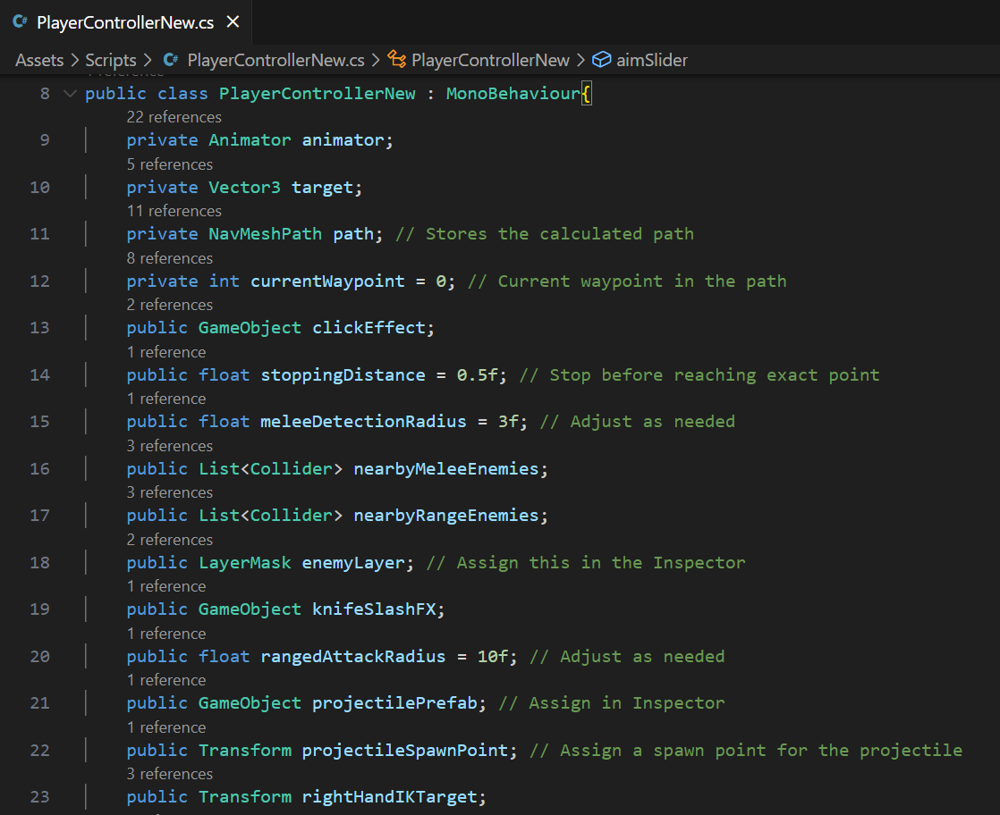 C# PlayerControllerNew.cs ×
Assets > Scripts > C# PlayerControllerNew.cs > PlayerControllerNew > aimSlider
8 public class PlayerControllerNew : MonoBehaviour{
22 references
9 private Animator animator;
5 references
10 private Vector3 target;
11 references
11 private NavMeshPath path; // Stores the calculated path
8 references
12 private int currentWaypoint = 0; // Current waypoint in the path
2 references
13 public GameObject clickEffect;
1 reference
14 public float stoppingDistance = 0.5f; // Stop before reaching exact point
1 reference
15 public float meleeDetectionRadius = 3f; // Adjust as needed
3 references
16 public List<Collider> nearbyMeleeEnemies;
3 references
17 public List<Collider> nearbyRangeEnemies;
2 references
18 public LayerMask enemyLayer; // Assign this in the Inspector
1 reference
19 public GameObject knifeSlashFX;
1 reference
20 public float rangedAttackRadius = 10f; // Adjust as needed
1 reference
21 public GameObject projectilePrefab; // Assign in Inspector
1 reference
22 public Transform projectileSpawnPoint; // Assign a spawn point for the projectile
3 references
23 public Transform rightHandIKTarget;